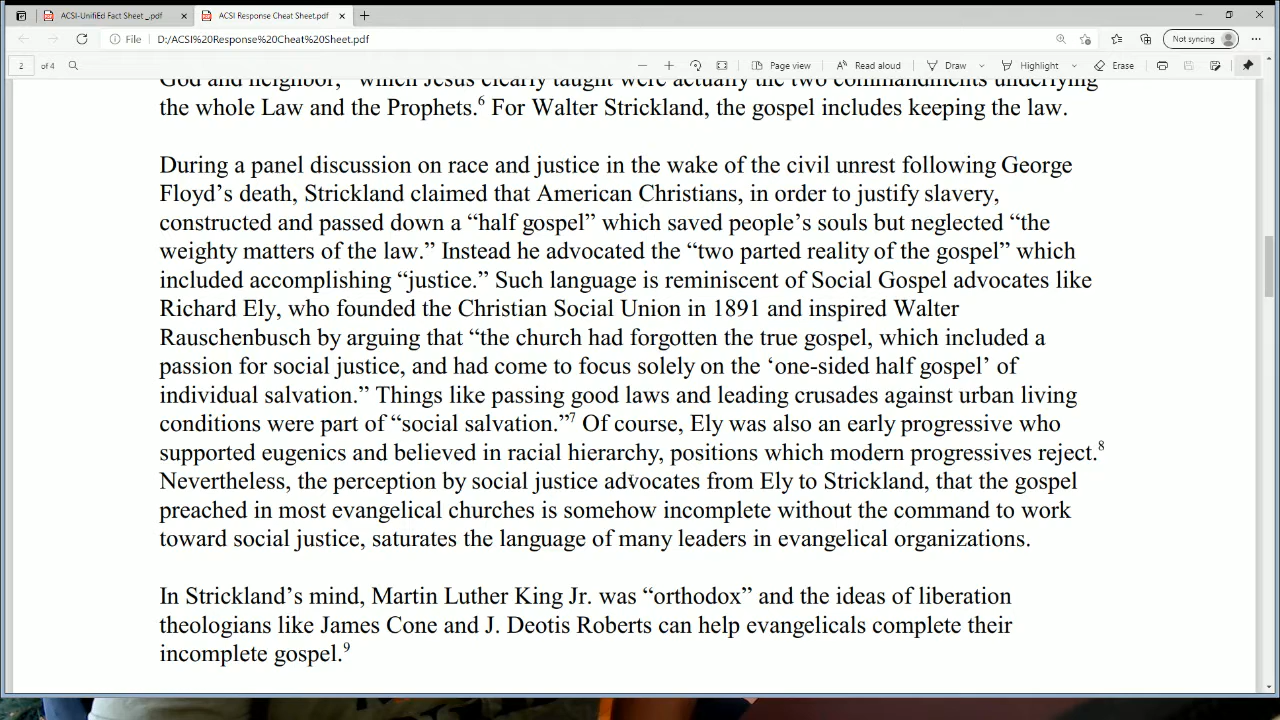 ACSI-UnifiEd Fact Sheet _.pdf
ACSI Response Cheat Sheet.pdf
File D:/ACSI%20Response%20Cheat%20Sheet.pdf
Not syncing
2 of 4
Page view
Read aloud
Draw
Highlight
Erase
God and neighbor,” which Jesus clearly taught were actually the two commandments underlying
the whole Law and the Prophets.6 For Walter Strickland, the gospel includes keeping the law.
During a panel discussion on race and justice in the wake of the civil unrest following George
Floyd’s death, Strickland claimed that American Christians, in order to justify slavery,
constructed and passed down a “half gospel” which saved people’s souls but neglected “the
weighty matters of the law.” Instead he advocated the “two parted reality of the gospel” which
included accomplishing “justice.” Such language is reminiscent of Social Gospel advocates like
Richard Ely, who founded the Christian Social Union in 1891 and inspired Walter
Rauschenbusch by arguing that “the church had forgotten the true gospel, which included a
passion for social justice, and had come to focus solely on the ‘one-sided half gospel’ of
individual salvation.” Things like passing good laws and leading crusades against urban living
conditions were part of “social salvation.”7 Of course, Ely was also an early progressive who
supported eugenics and believed in racial hierarchy, positions which modern progressives reject.8
Nevertheless, the perception by social justice advocates from Ely to Strickland, that the gospel
preached in most evangelical churches is somehow incomplete without the command to work
toward social justice, saturates the language of many leaders in evangelical organizations.
In Strickland’s mind, Martin Luther King Jr. was “orthodox” and the ideas of liberation
theologians like James Cone and J. Deotis Roberts can help evangelicals complete their
incomplete gospel.9